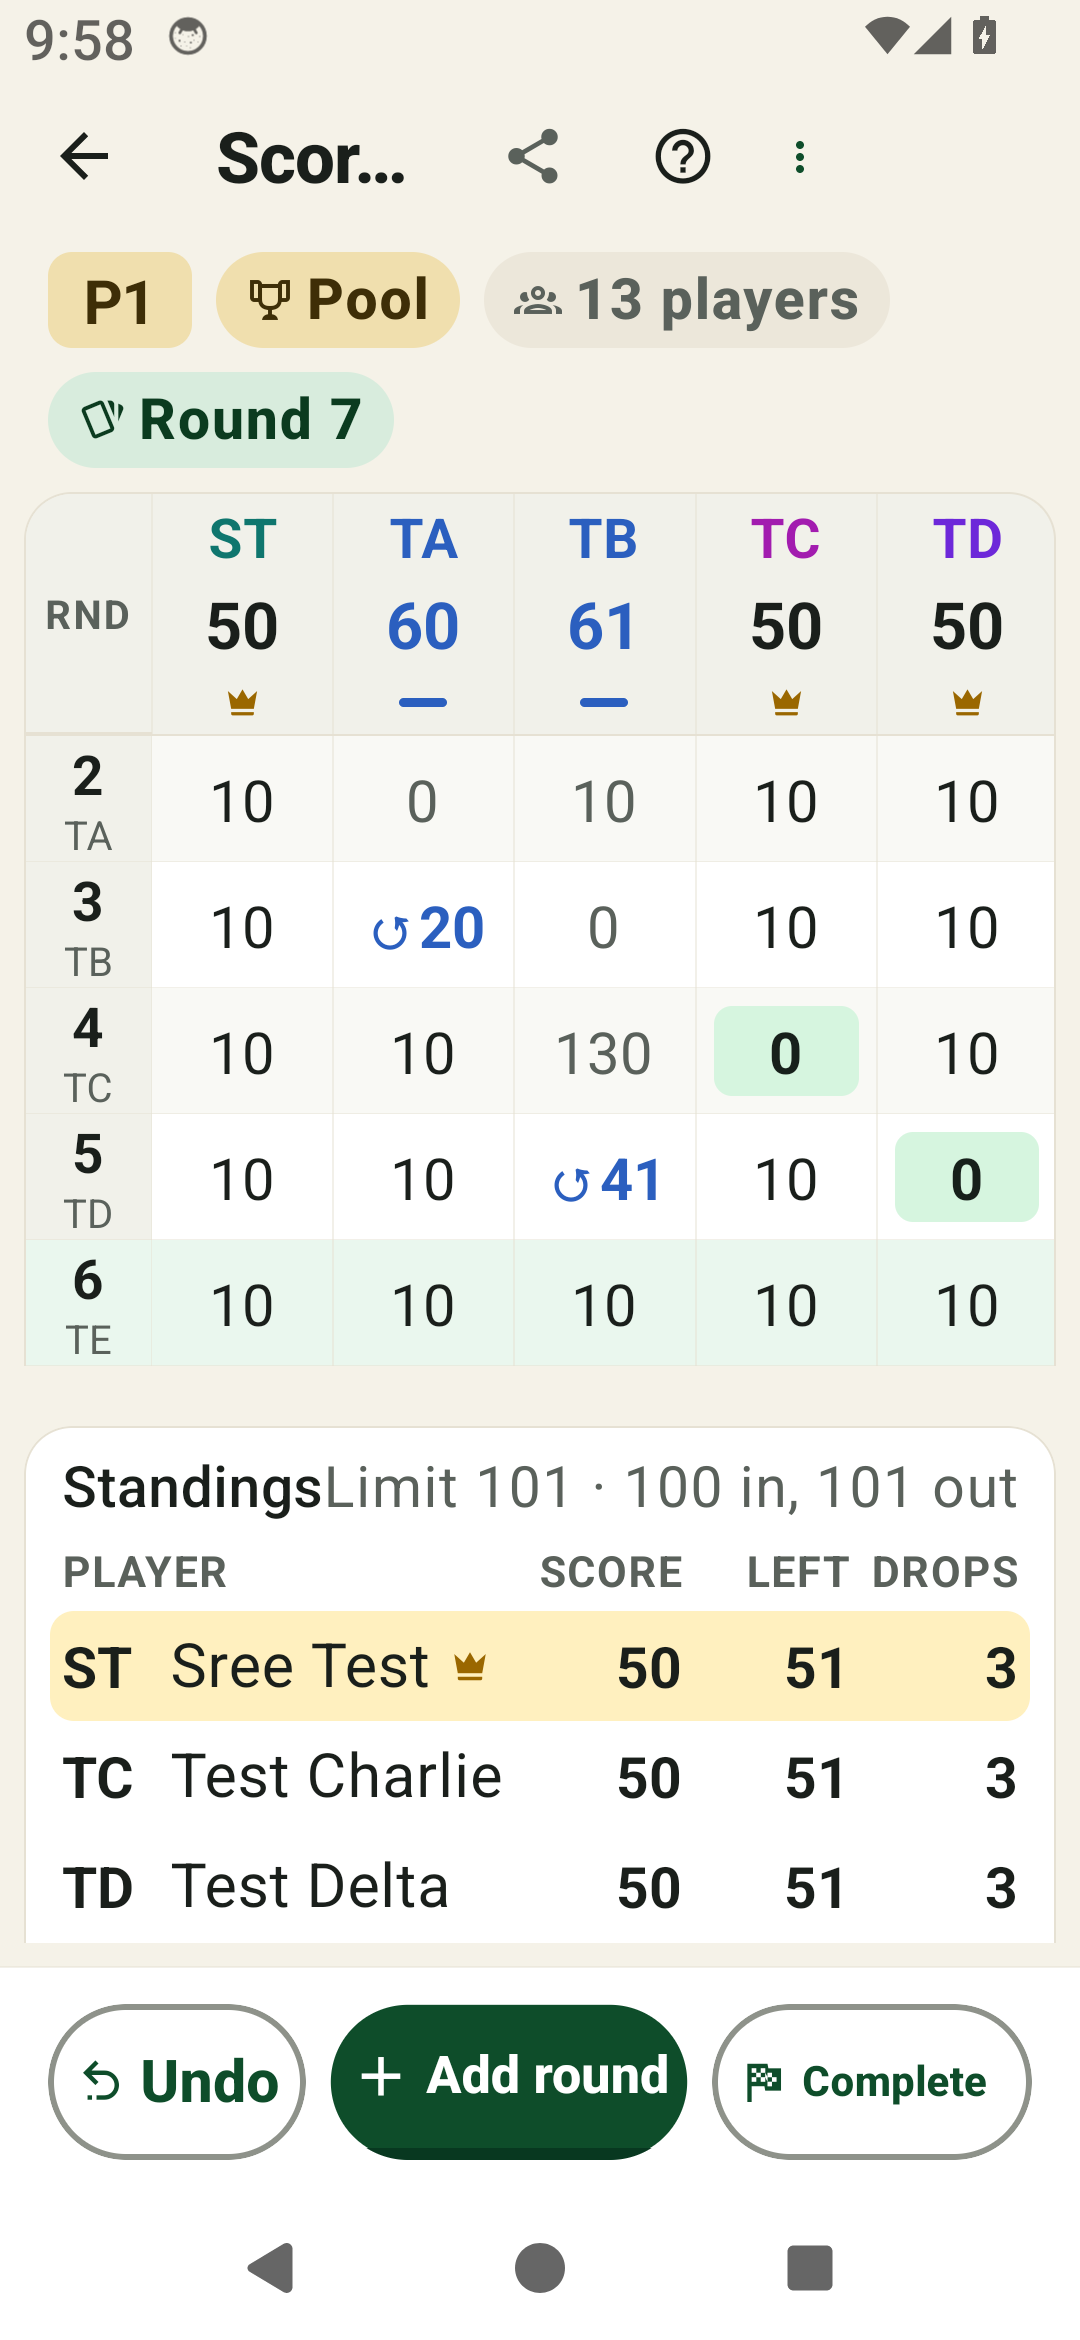 9:58
Scor...
P1 Pool 13 players
Round 7
RND ST TA TB TC TD
50 60 61 50 50
2 10 0 10 10 10
TA
3 10 20 0 10 10
TB
4 10 10 130 0 10
TC
5 10 10 41 10 0
TD
6 10 10 10 10 10
TE
Standings Limit 101 · 100 in, 101 out
PLAYER SCORE LEFT DROPS
ST Sree Test 50 51 3
TC Test Charlie 50 51 3
TD Test Delta 50 51 3
Undo + Add round Complete